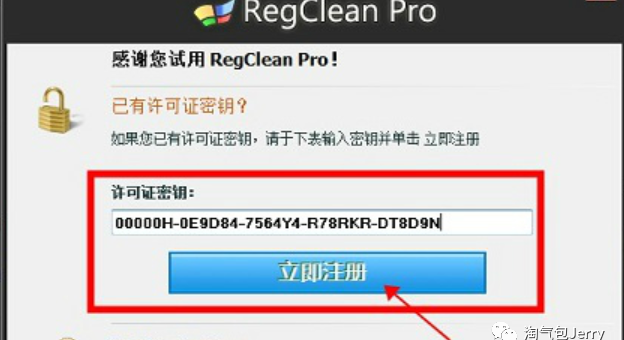 RegClean Pro
感谢您试用 RegClean Pro！
已有许可证密钥？
如果您已有许可证密钥，请于下表输入密钥并单击 立即注册
许可证密钥：
00000H-0E9D84-7564Y4-R78RKR-DT8D9N
立即注册
淘气包Jerry